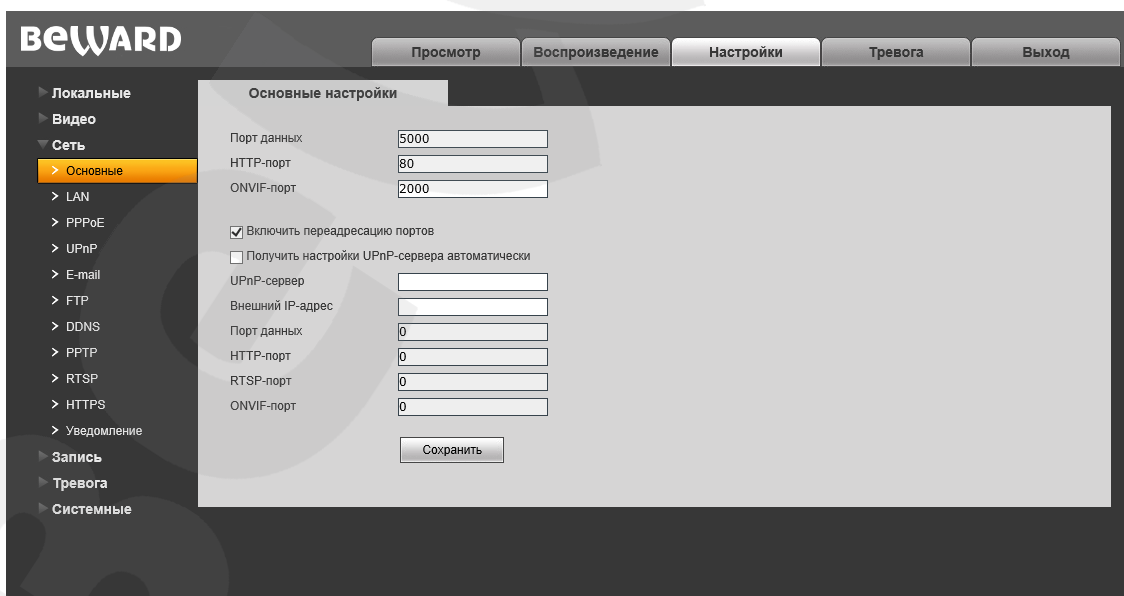 BEWARD
Просмотр
Воспроизведение
Настройки
Тревога
Выход
Локальные
Видео
Сеть
Основные
LAN
PPPoE
UPnP
E-mail
FTP
DDNS
PPTP
RTSP
HTTPS
Уведомление
Запись
Тревога
Системные
Основные настройки
Порт данных 5000
HTTP-порт 80
ONVIF-порт 2000
Включить переадресацию портов
Получить настройки UPnP-сервера автоматически
UPnP-сервер
Внешний IP-адрес
Порт данных 0
HTTP-порт 0
RTSP-порт 0
ONVIF-порт 0
Сохранить